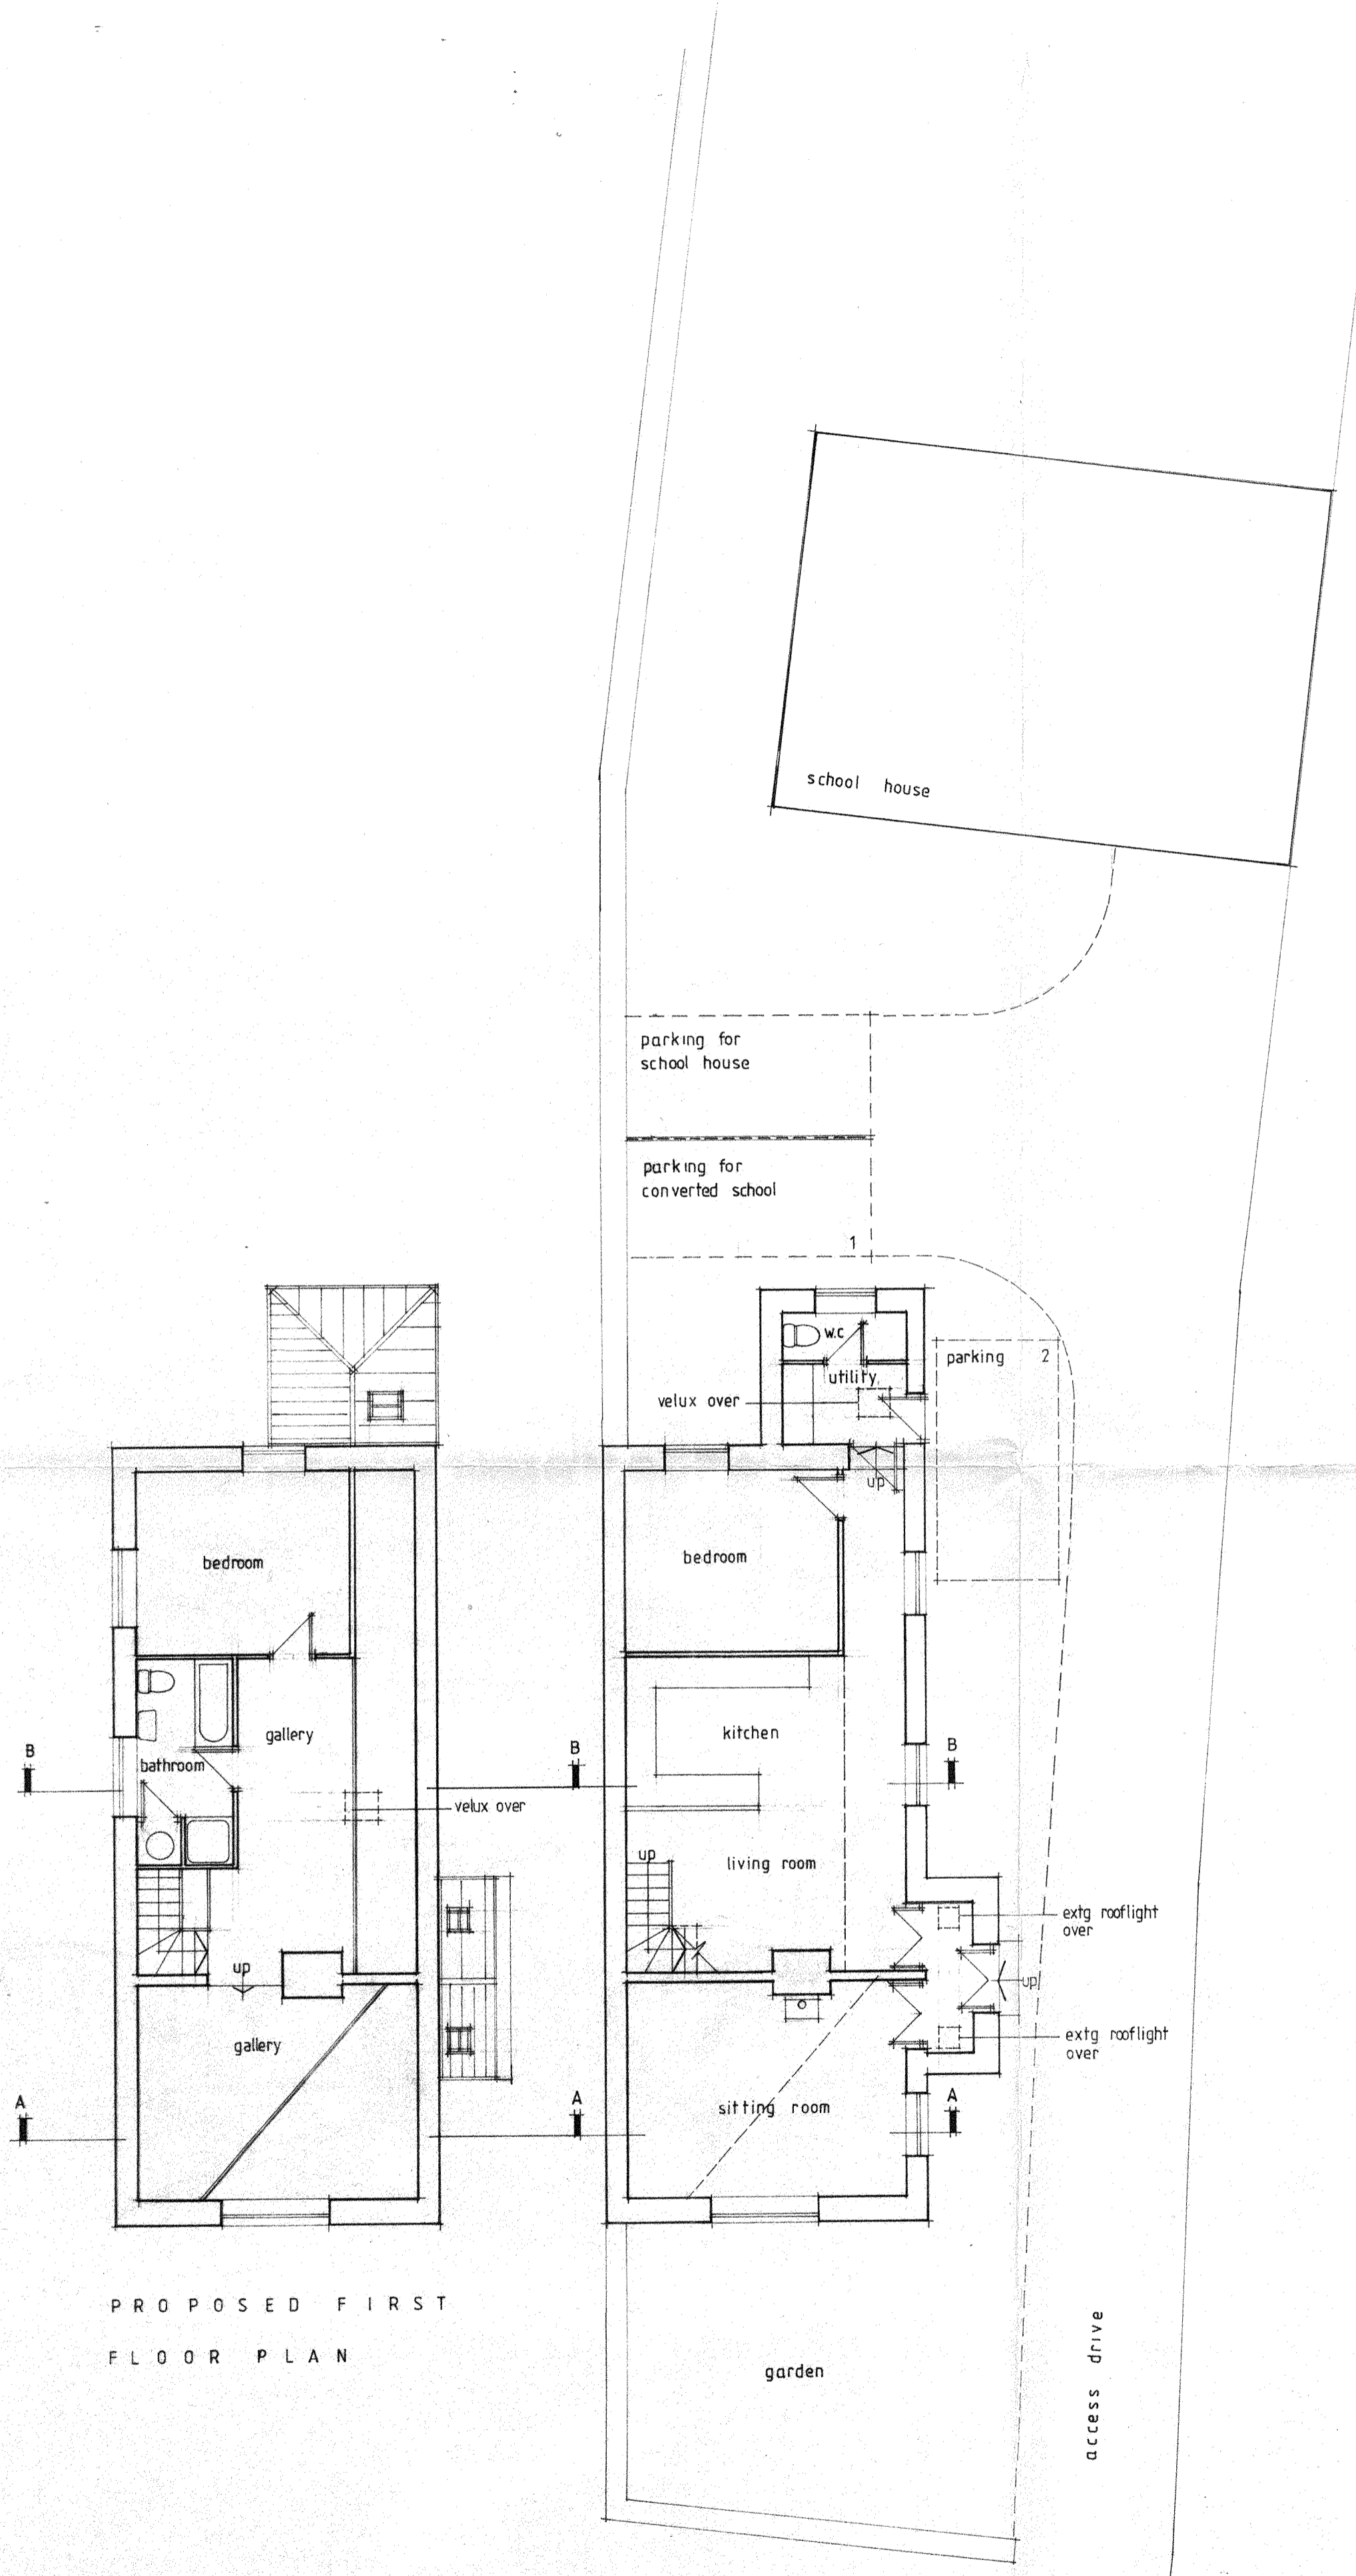 school house
parking for
school house
parking for
converted school
1
w.c
parking 2
utility
velux over
up
bedroom
bedroom
kitchen
gallery
B
B
B
bathroom
velux over
up
living room
extg rooflight
over
up
up
extg rooflight
over
gallery
A
A
A
sitting room
PROPOSED FIRST
FLOOR PLAN
garden
access drive